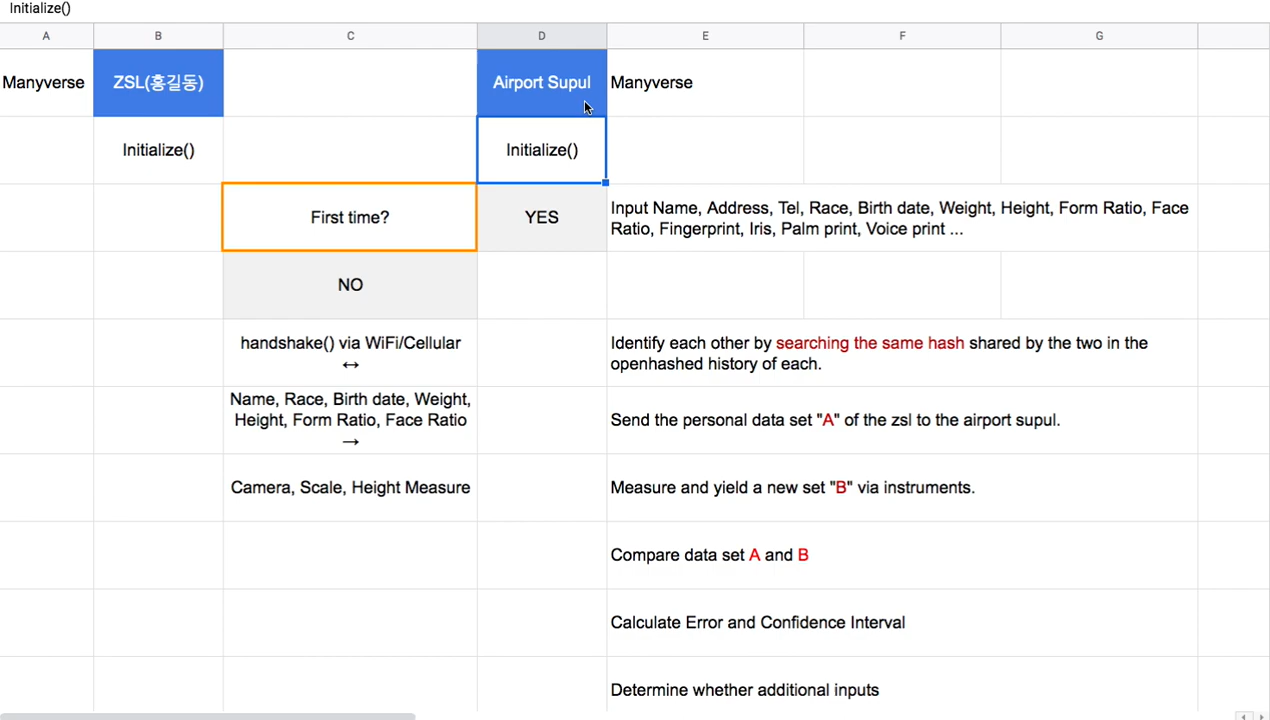 Initialize()
A B C D E F G
Manyverse ZSL(홍길동) Airport Supul Manyverse
Initialize() Initialize()
First time? YES Input Name, Address, Tel, Race, Birth date, Weight, Height, Form Ratio, Face
Ratio, Fingerprint, Iris, Palm print, Voice print ...
NO
handshake() via WiFi/Cellular
↔
Identify each other by searching the same hash shared by the two in the
openhashed history of each.
Name, Race, Birth date, Weight,
Height, Form Ratio, Face Ratio
→
Send the personal data set "A" of the zsl to the airport supul.
Camera, Scale, Height Measure Measure and yield a new set "B" via instruments.
Compare data set A and B
Calculate Error and Confidence Interval
Determine whether additional inputs